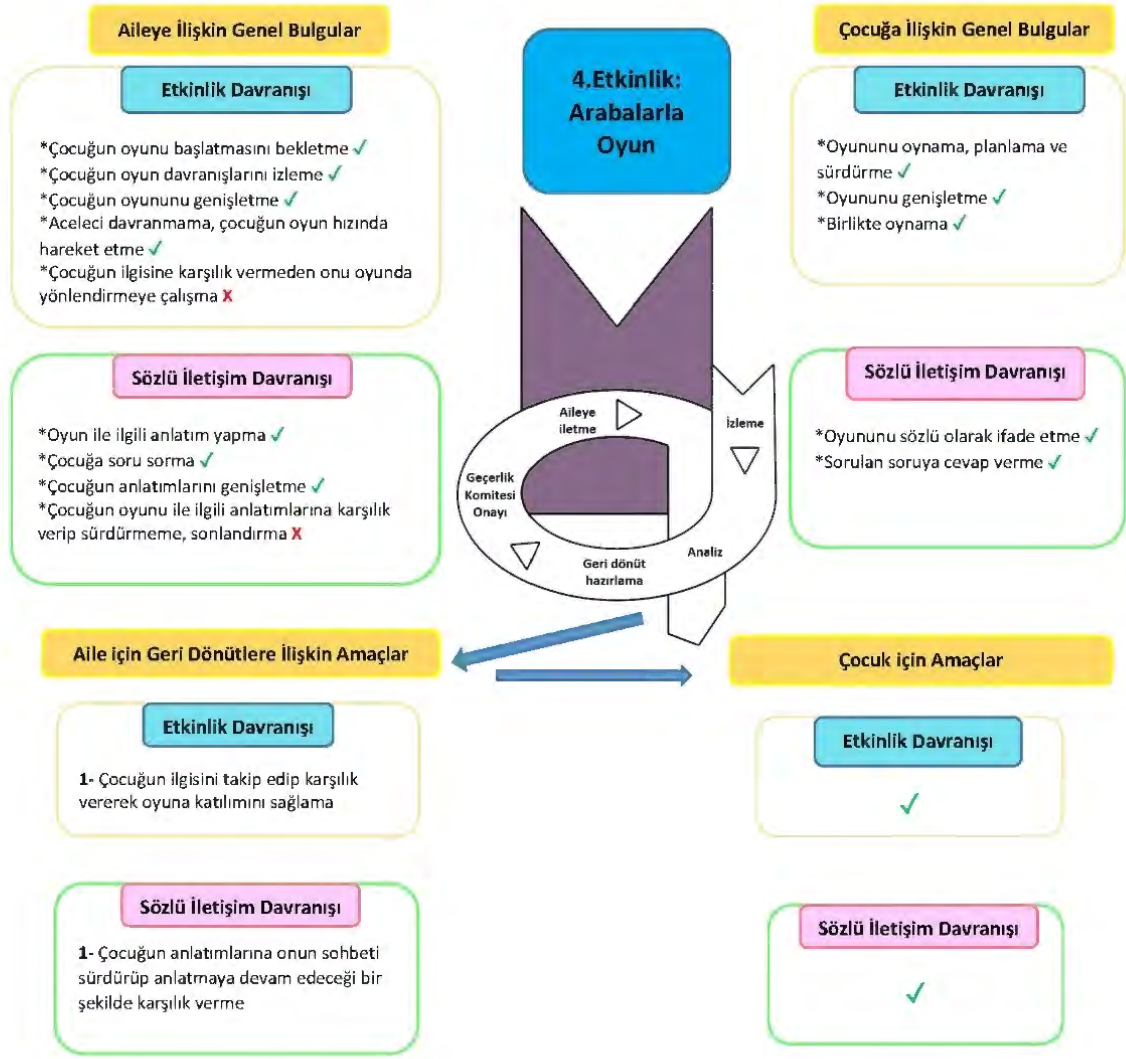 Aileye İlişkin Genel Bulgular
Etkinlik Davranışı
*Çocuğun oyunu başlatmasını bekletme ✓
*Çocuğun oyun davranışlarını izleme ✓
*Çocuğun oyununu genişletme ✓
*Aceleci davranmama, çocuğun oyun hızında
hareket etme ✓
*Çocuğun ilgisine karşılık vermeden onu oyunda
yönlendirmeye çalışma X
Sözlü İletişim Davranışı
*Oyun ile ilgili anlatım yapma ✓
*Çocuğa soru sorma ✓
*Çocuğun anlatımlarını genişletme ✓
*Çocuğun oyunu ile ilgili anlatımlarına karşılık
verip sürdürmeme, sonlandırma X
4.Etkinlik:
Arabalarla
Oyun
Aileye
iletme
İzleme
Geçerlik
Komitesi
Onayı
Analiz
Geri dönüt
hazırlama
Çocuğa İlişkin Genel Bulgular
Etkinlik Davranışı
*Oyununu oynama, planlama ve
sürdürme ✓
*Oyununu genişletme ✓
*Birlikte oynama ✓
Sözlü İletişim Davranışı
*Oyununu sözlü olarak ifade etme ✓
*Sorulan soruya cevap verme ✓
Aile için Geri Dönütlere İlişkin Amaçlar
Etkinlik Davranışı
1- Çocuğun ilgisini takip edip karşılık
vererek oyuna katılımını sağlama
Sözlü İletişim Davranışı
1- Çocuğun anlatımlarına onun sohbeti
sürdürüp anlatmaya devam edeceği bir
şekilde karşılık verme
Çocuk için Amaçlar
Etkinlik Davranışı
✓
Sözlü İletişim Davranışı
✓